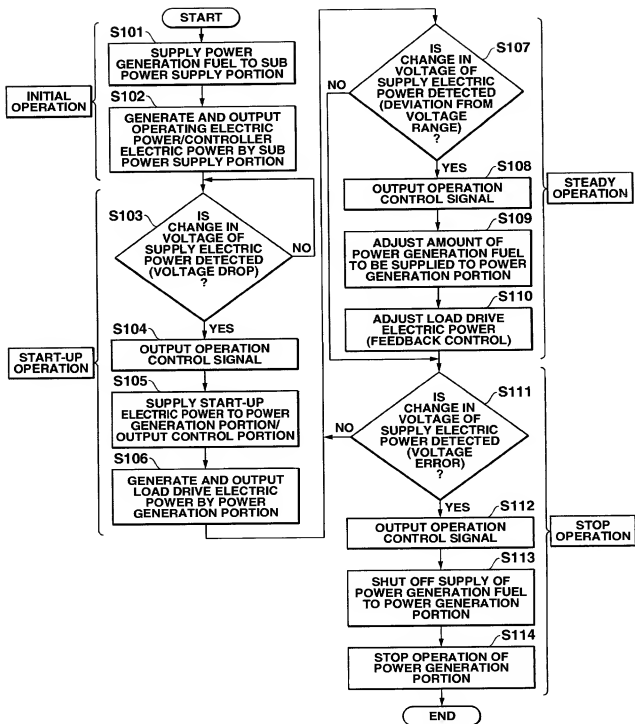 START
S101
SUPPLY POWER
GENERATION FUEL TO SUB
POWER SUPPLY PORTION
INITIAL
OPERATION
S102
GENERATE AND OUTPUT
OPERATING ELECTRIC
POWER/CONTROLLER
ELECTRIC POWER BY SUB
POWER SUPPLY PORTION
S103
IS
CHANGE IN
VOLTAGE OF
SUPPLY ELECTRIC
POWER DETECTED
(VOLTAGE DROP)
?
NO
YES
START-UP
OPERATION
S104
OUTPUT OPERATION
CONTROL SIGNAL
S105
SUPPLY START-UP
ELECTRIC POWER TO POWER
GENERATION PORTION/
OUTPUT CONTROL PORTION
S106
GENERATE AND OUTPUT
LOAD DRIVE ELECTRIC
POWER BY POWER
GENERATION PORTION
S107
IS
CHANGE IN
VOLTAGE OF
SUPPLY ELECTRIC
POWER DETECTED
(DEVIATION FROM
VOLTAGE
RANGE)
?
NO
YES
STEADY
OPERATION
S108
OUTPUT OPERATION
CONTROL SIGNAL
S109
ADJUST AMOUNT OF
POWER GENERATION FUEL
TO BE SUPPLIED TO POWER
GENERATION PORTION
S110
ADJUST LOAD DRIVE
ELECTRIC POWER
(FEEDBACK CONTROL)
S111
IS
CHANGE IN
VOLTAGE OF
SUPPLY ELECTRIC
POWER DETECTED
(VOLTAGE
ERROR)
?
NO
YES
STOP
OPERATION
S112
OUTPUT OPERATION
CONTROL SIGNAL
S113
SHUT OFF SUPPLY OF
POWER GENERATION FUEL
TO POWER GENERATION
PORTION
S114
STOP OPERATION OF
POWER GENERATION
PORTION
END